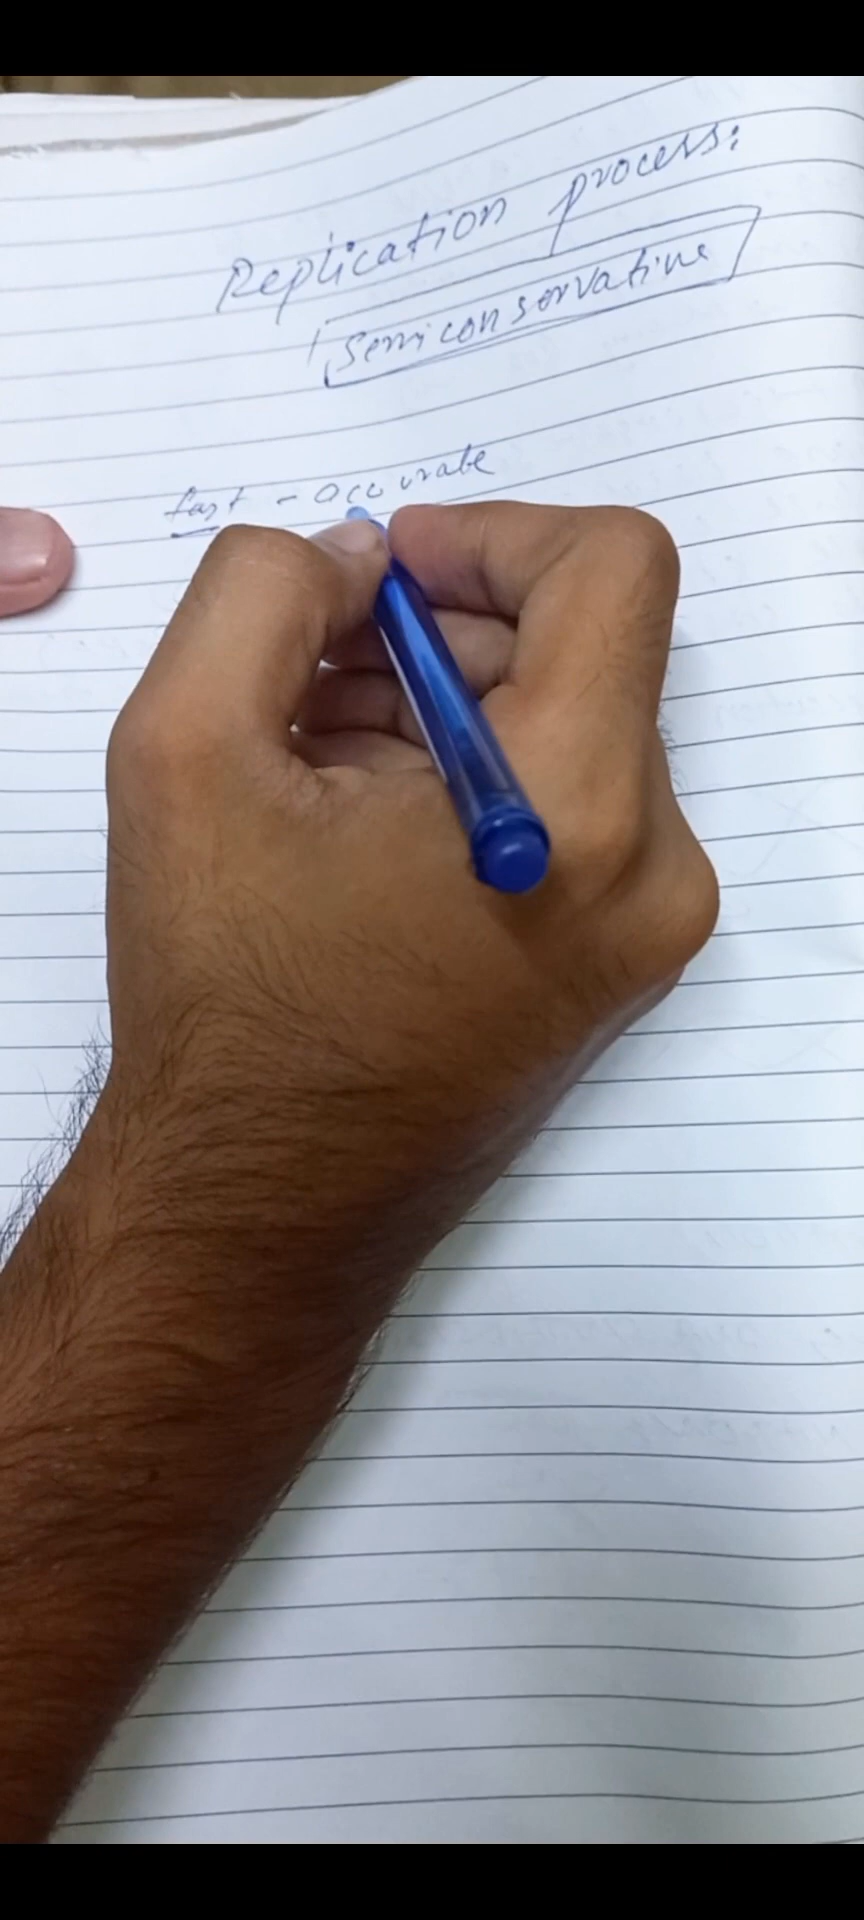 Replication process:
Semiconservative
fast - accurate